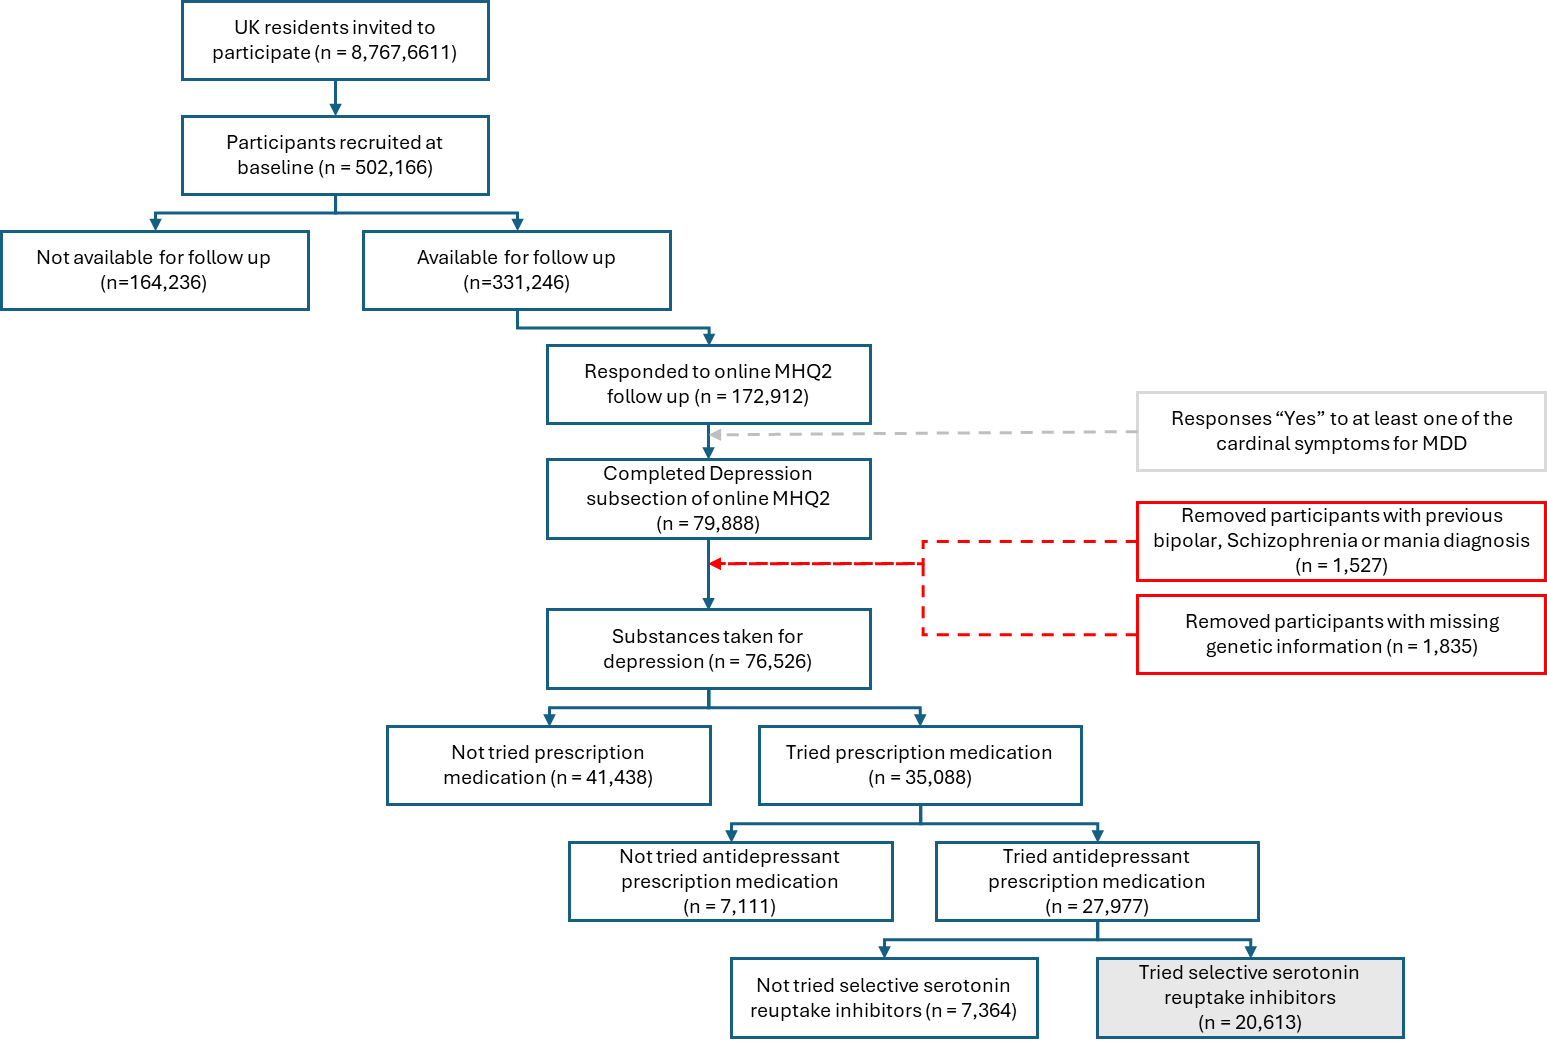 UK residents invited to
participate (n = 8,767,6611)
Participants recruited at
baseline (n = 502,166)
Not available for follow up
(n=164,236)
Available for follow up
(n=331,246)
Responded to online MHQ2
follow up (n = 172,912)
Responses “Yes” to at least one of the
cardinal symptoms for MDD
Completed Depression
subsection of online MHQ2
(n = 79,888)
Removed participants with previous
bipolar, Schizophrenia or mania diagnosis
(n = 1,527)
Removed participants with missing
genetic information (n = 1,835)
Substances taken for
depression (n = 76,526)
Not tried prescription
medication (n = 41,438)
Tried prescription medication
(n = 35,088)
Not tried antidepressant
prescription medication
(n = 7,111)
Tried antidepressant
prescription medication
(n = 27,977)
Not tried selective serotonin
reuptake inhibitors (n = 7,364)
Tried selective serotonin
reuptake inhibitors
(n = 20,613)